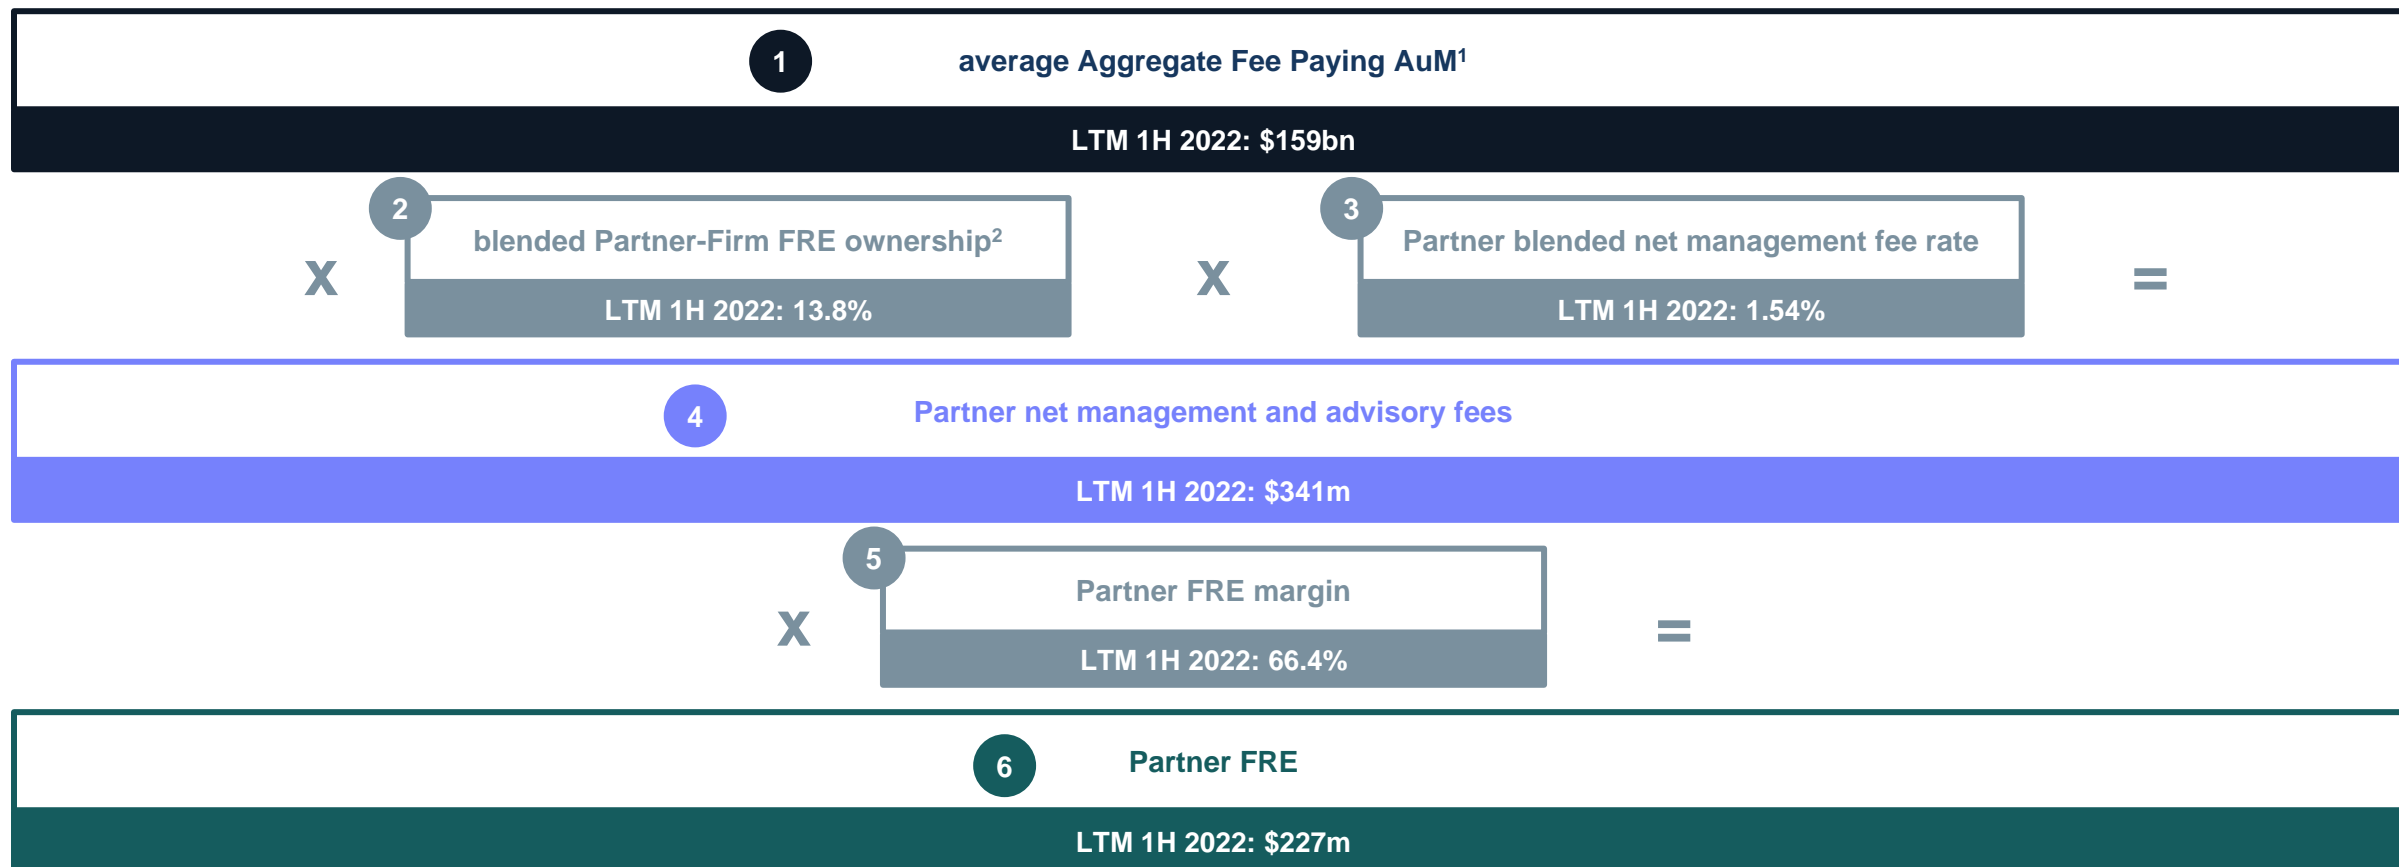 1
average Aggregate Fee Paying AuM¹
LTM 1H 2022: $159bn
x
2
blended Partner-Firm FRE ownership²
LTM 1H 2022: 13.8%
x
3
Partner blended net management fee rate
LTM 1H 2022: 1.54%
=
4
Partner net management and advisory fees
LTM 1H 2022: $341m
x
5
Partner FRE margin
LTM 1H 2022: 66.4%
=
6
Partner FRE
LTM 1H 2022: $227m